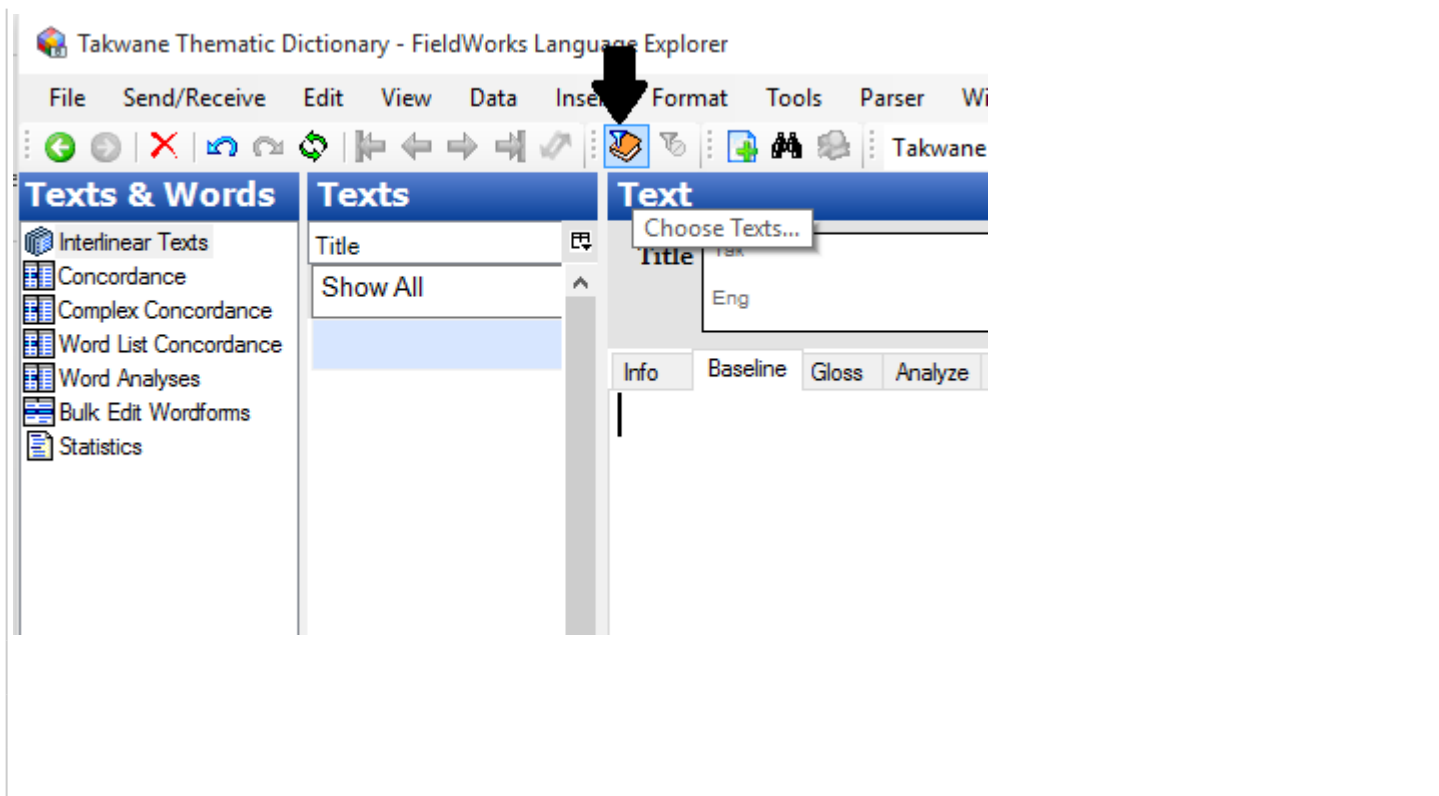 Takwane Thematic Dictionary - FieldWorks Language Explorer
File Send/Receive Edit View Data Format Tools Parser
Takwane
Texts & Words Texts Text
Choose Texts...
Interlinear Texts Title Title
Concordance Show All
Eng
Complex Concordance
Word List Concordance
Word Analyses Info Baseline Gloss Analyze
Bulk Edit Wordforms
Statistics